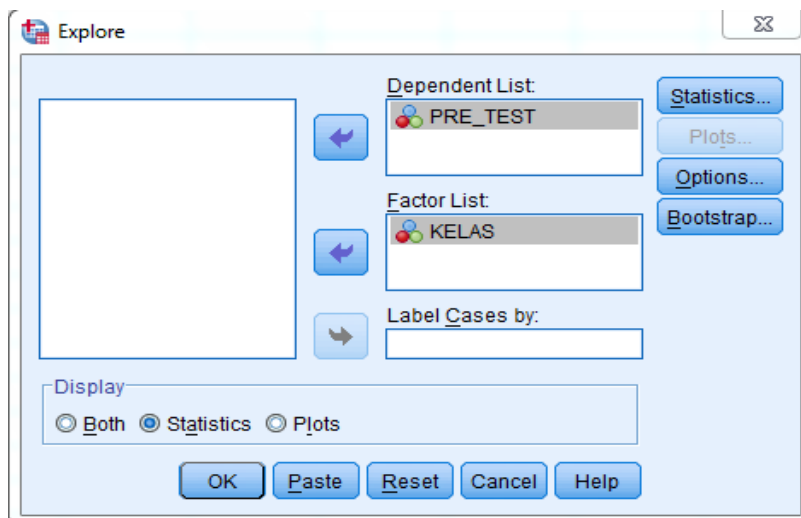 Explore
Dependent List:
PRE_TEST
Factor List:
KELAS
Label Cases by:
Statistics...
Plots...
Options...
Bootstrap...
Display
Both Statistics Plots
OK Paste Reset Cancel Help